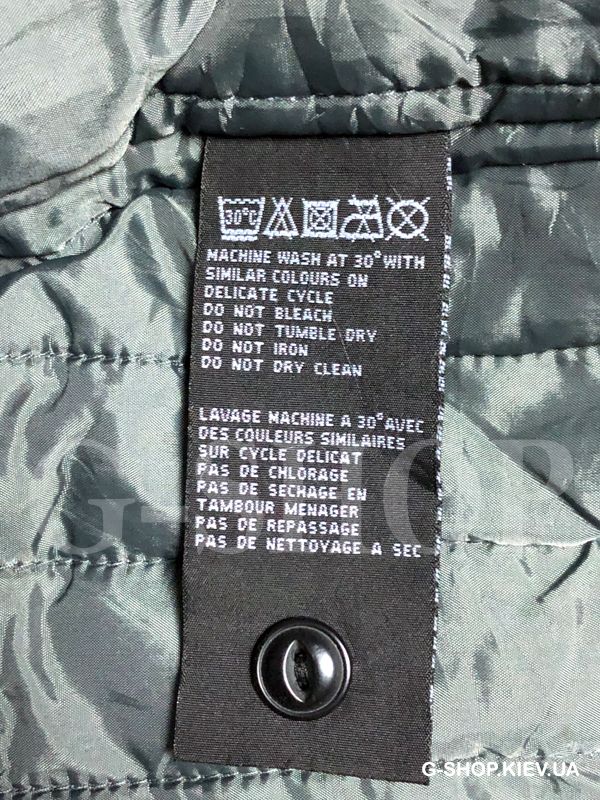 30°C
MACHINE WASH AT 30° WITH
SIMILAR COLOURS ON
DELICATE CYCLE
DO NOT BLEACH
DO NOT TUMBLE DRY
DO NOT IRON
DO NOT DRY CLEAN
LAVAGE MACHINE A 30° AVEC
DES COULEURS SIMILAIRES
SUR CYCLE DELICAT
PAS DE CHLORAGE
PAS DE SECHAGE EN
TAMBOUR MENAGER
PAS DE REPASSAGE
PAS DE NETTOYAGE A SEC
G-SHOP
G-SHOP.KIEV.UA